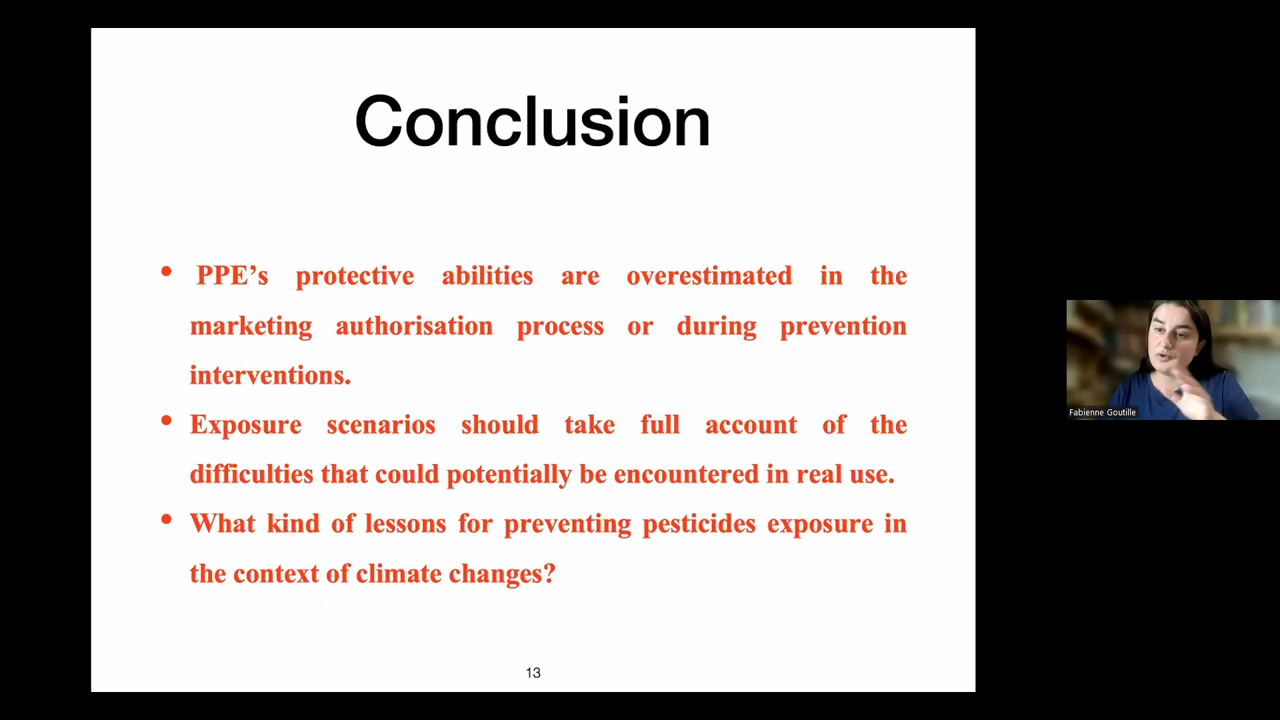 Conclusion
• PPE’s protective abilities are overestimated in the
marketing authorisation process or during prevention
interventions.
• Exposure scenarios should take full account of the
difficulties that could potentially be encountered in real use.
• What kind of lessons for preventing pesticides exposure in
the context of climate changes?
Fabienne Goutille
13